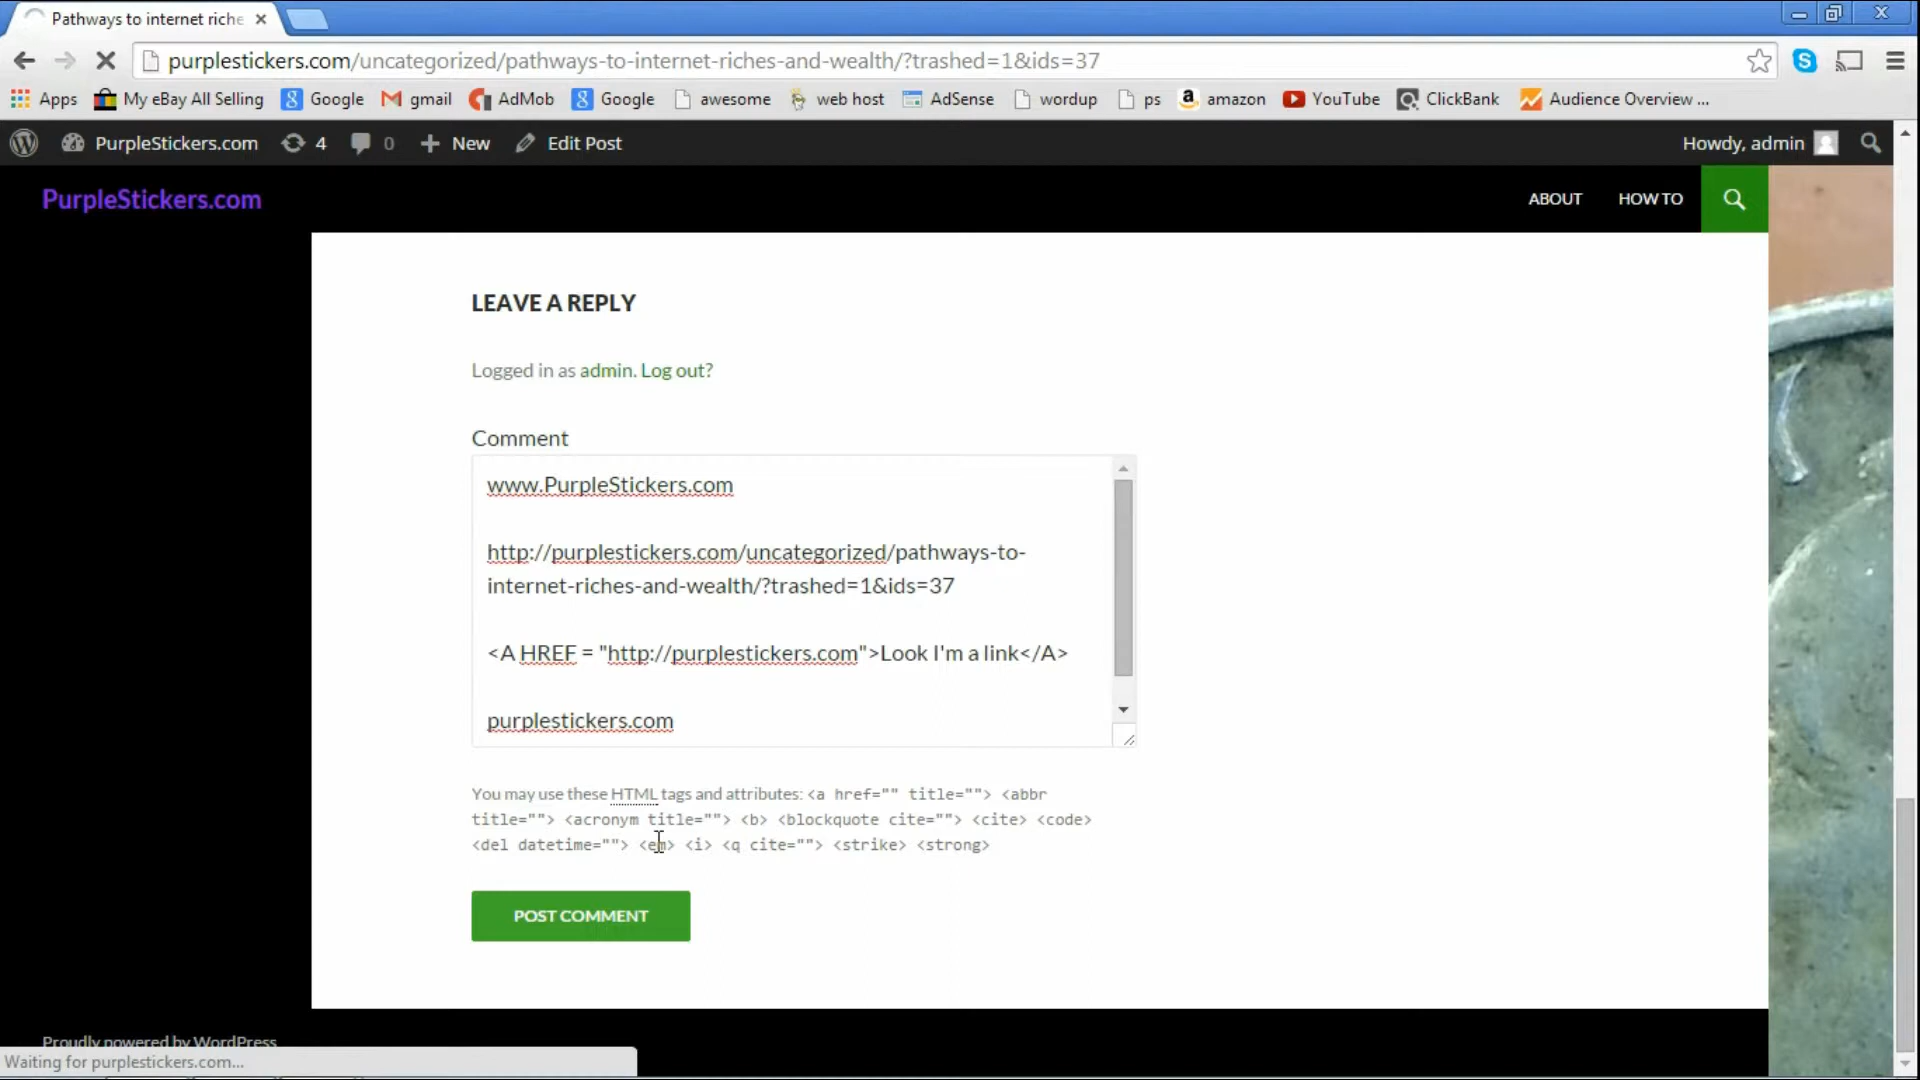 Pathways to internet riche
purplestickers.com/uncategorized/pathways-to-internet-riches-and-wealth/?trashed=1&ids=37
Apps My eBay All Selling Google gmail AdMob Google awesome web host AdSense wordup ps amazon YouTube ClickBank Audience Overview ...
PurpleStickers.com 4 0 New Edit Post Howdy, admin
PurpleStickers.com ABOUT HOW TO
LEAVE A REPLY
Logged in as admin. Log out?
Comment
www.PurpleStickers.com
http://purplestickers.com/uncategorized/pathways-to-
internet-riches-and-wealth/?trashed=1&ids=37
<A HREF = "http://purplestickers.com">Look I'm a link</A>
purplestickers.com
You may use these HTML tags and attributes: <a href="" title=""> <abbr
title=""> <acronym title=""> <b> <blockquote cite=""> <cite> <code>
<del datetime=""> <em> <i> <q cite=""> <strike> <strong>
POST COMMENT
Proudly powered by WordPress
Waiting for purplestickers.com...